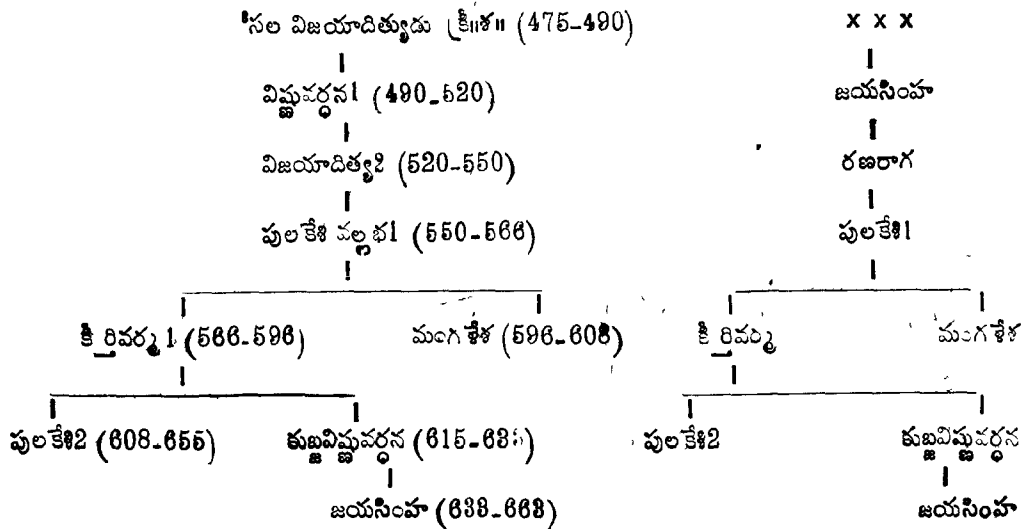 సల విజయాదిత్యుడు క్రీ॥శ॥ (475-490) x x x
విష్ణువర్ధన1 (490-520) జయసింహ
విజయాదిత్య2 (520-550) రణరాగ
పులకేశి వల్లభ1 (550-566) పులకేశి1
కీర్తివర్మ 1 (566-596) మంగళేశ (596-608) కీర్తివర్మ మంగళేశ
పులకేశి2 (608-655) కుబ్జవిష్ణువర్ధన (615-63 పులకేశి2 కుబ్జవిష్ణువర్ధన
జయసింహ (633-663) జయసింహ